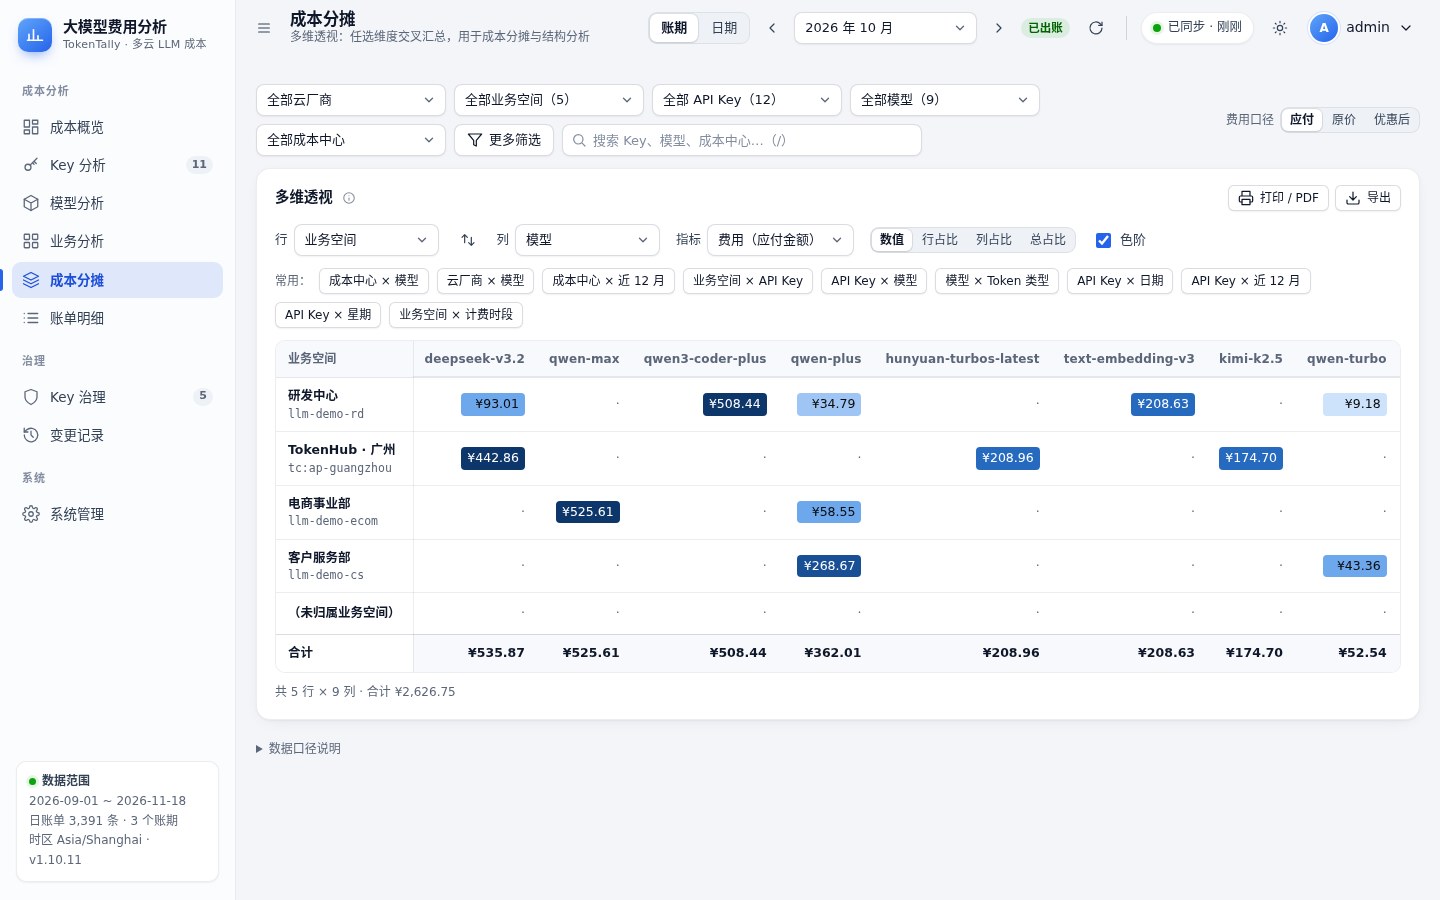 大模型费用分析
TokenTally · 多云 LLM 成本
成本分析
成本概览
Key 分析 11
模型分析
业务分析
成本分摊
账单明细
治理
Key 治理 5
变更记录
系统
系统管理
数据范围
2026-09-01 ~ 2026-11-18
日账单 3,391 条 · 3 个账期
时区 Asia/Shanghai ·
v1.10.11
成本分摊
多维透视：任选维度交叉汇总，用于成本分摊与结构分析
账期 日期 2026 年 10 月 已出账 已同步 · 刚刚 A admin
全部云厂商 全部业务空间（5） 全部 API Key（12） 全部模型（9）
全部成本中心 更多筛选 搜索 Key、模型、成本中心…（/）
费用口径 应付 原价 优惠后
多维透视 打印 / PDF 导出
行 业务空间 列 模型 指标 费用（应付金额） 数值 行占比 列占比 总占比 色阶
常用： 成本中心 × 模型 云厂商 × 模型 成本中心 × 近 12 月 业务空间 × API Key API Key × 模型 模型 × Token 类型 API Key × 日期 API Key × 近 12 月
API Key × 星期 业务空间 × 计费时段
业务空间 deepseek-v3.2 qwen-max qwen3-coder-plus qwen-plus hunyuan-turbos-latest text-embedding-v3 kimi-k2.5 qwen-turbo
研发中心 ¥93.01 · ¥508.44 ¥34.79 · ¥208.63 · ¥9.18
llm-demo-rd
TokenHub · 广州 ¥442.86 · · · ¥208.96 · ¥174.70 ·
tc:ap-guangzhou
电商事业部 · ¥525.61 · ¥58.55 · · · ·
llm-demo-ecom
客户服务部 · · · ¥268.67 · · · ¥43.36
llm-demo-cs
（未归属业务空间） · · · · · · · ·
合计 ¥535.87 ¥525.61 ¥508.44 ¥362.01 ¥208.96 ¥208.63 ¥174.70 ¥52.54
共 5 行 × 9 列 · 合计 ¥2,626.75
数据口径说明